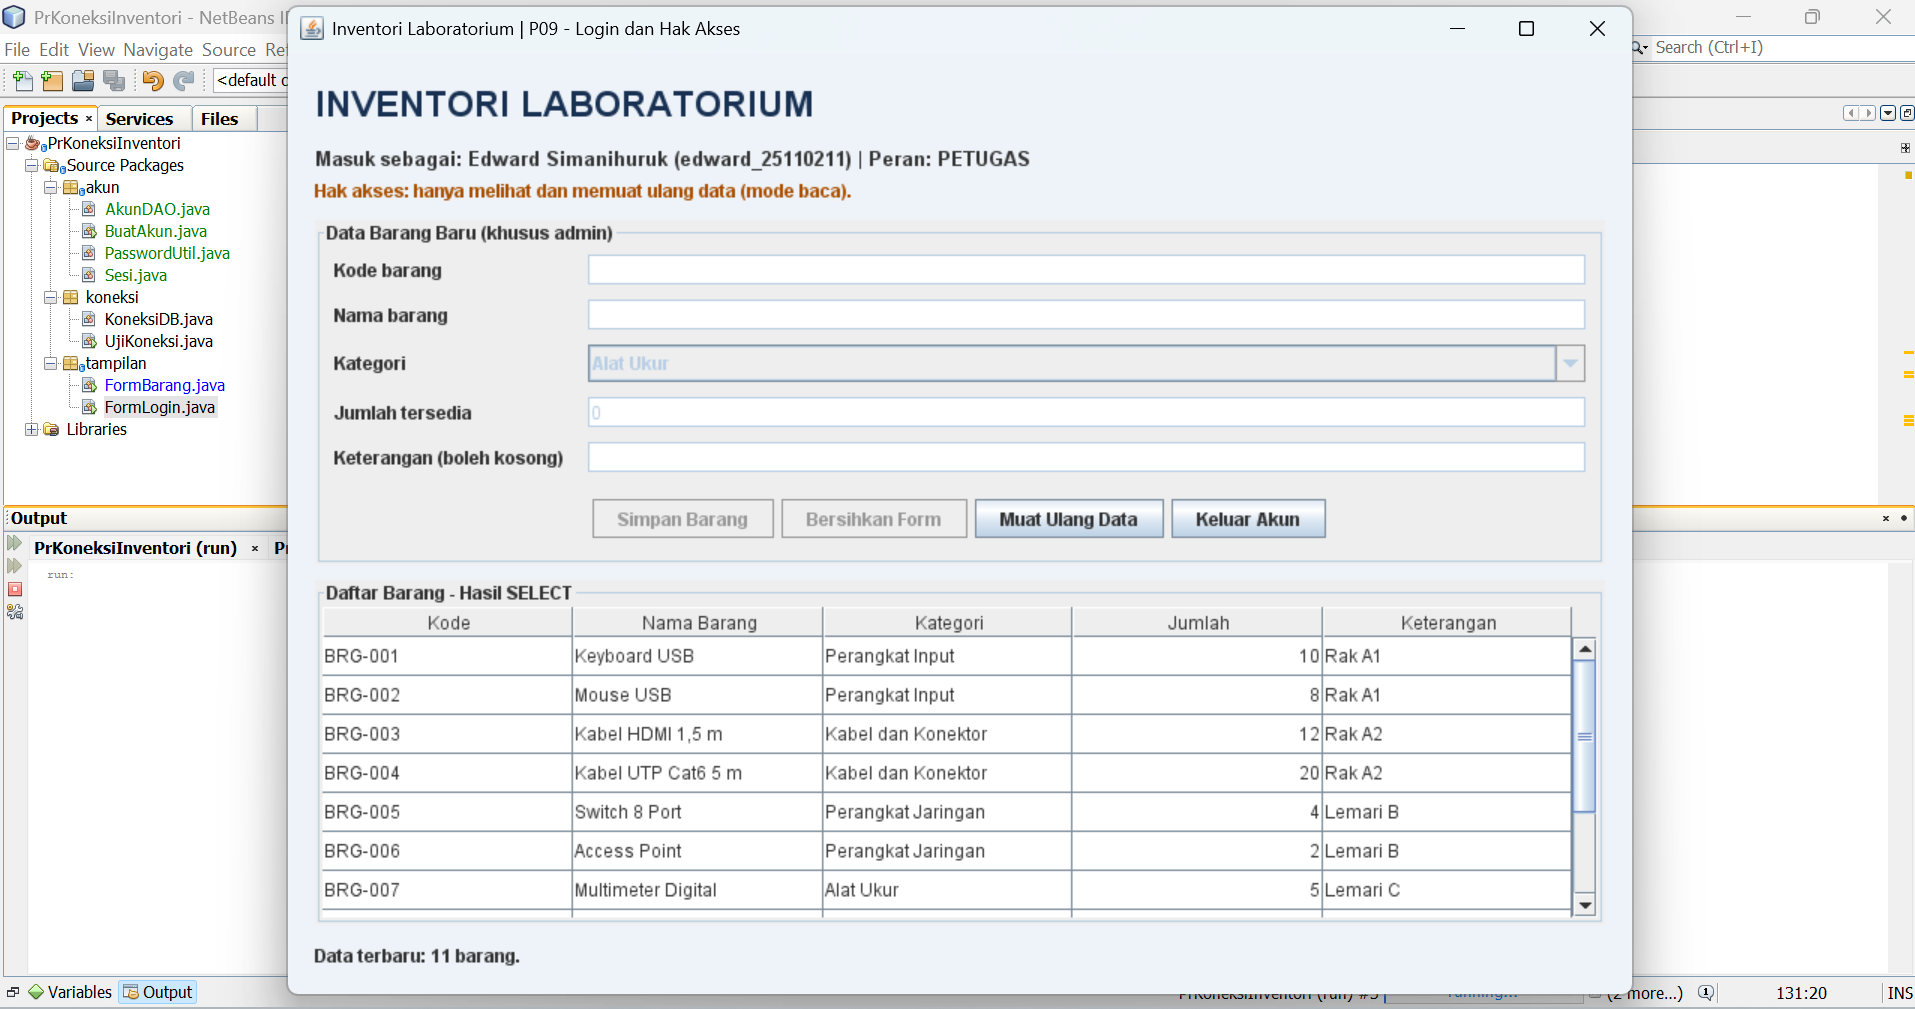 PrKoneksiInventori - NetBeans I
Inventori Laboratorium | P09 - Login dan Hak Akses
File Edit View Navigate Source Ref
Search (Ctrl+I)
<default c
INVENTORI LABORATORIUM
Masuk sebagai: Edward Simanihuruk (edward_25110211) | Peran: PETUGAS
Hak akses: hanya melihat dan memuat ulang data (mode baca).
Projects
Services
Files
PrKoneksiInventori
Source Packages
akun
AkunDAO.java
BuatAkun.java
PasswordUtil.java
Sesi.java
koneksi
KoneksiDB.java
UjiKoneksi.java
tampilan
FormBarang.java
FormLogin.java
Libraries
Data Barang Baru (khusus admin)
Kode barang
Nama barang
Kategori
Alat Ukur
Jumlah tersedia
0
Keterangan (boleh kosong)
Simpan Barang
Bersihkan Form
Muat Ulang Data
Keluar Akun
Output
PrKoneksiInventori (run)
Pr
run:
Daftar Barang - Hasil SELECT
Kode Nama Barang Kategori Jumlah Keterangan
BRG-001 Keyboard USB Perangkat Input 10 Rak A1
BRG-002 Mouse USB Perangkat Input 8 Rak A1
BRG-003 Kabel HDMI 1,5 m Kabel dan Konektor 12 Rak A2
BRG-004 Kabel UTP Cat6 5 m Kabel dan Konektor 20 Rak A2
BRG-005 Switch 8 Port Perangkat Jaringan 4 Lemari B
BRG-006 Access Point Perangkat Jaringan 2 Lemari B
BRG-007 Multimeter Digital Alat Ukur 5 Lemari C
Data terbaru: 11 barang.
Variables
Output
PrKoneksiInventori (run)
running...
(2 more...)
131:20
INS